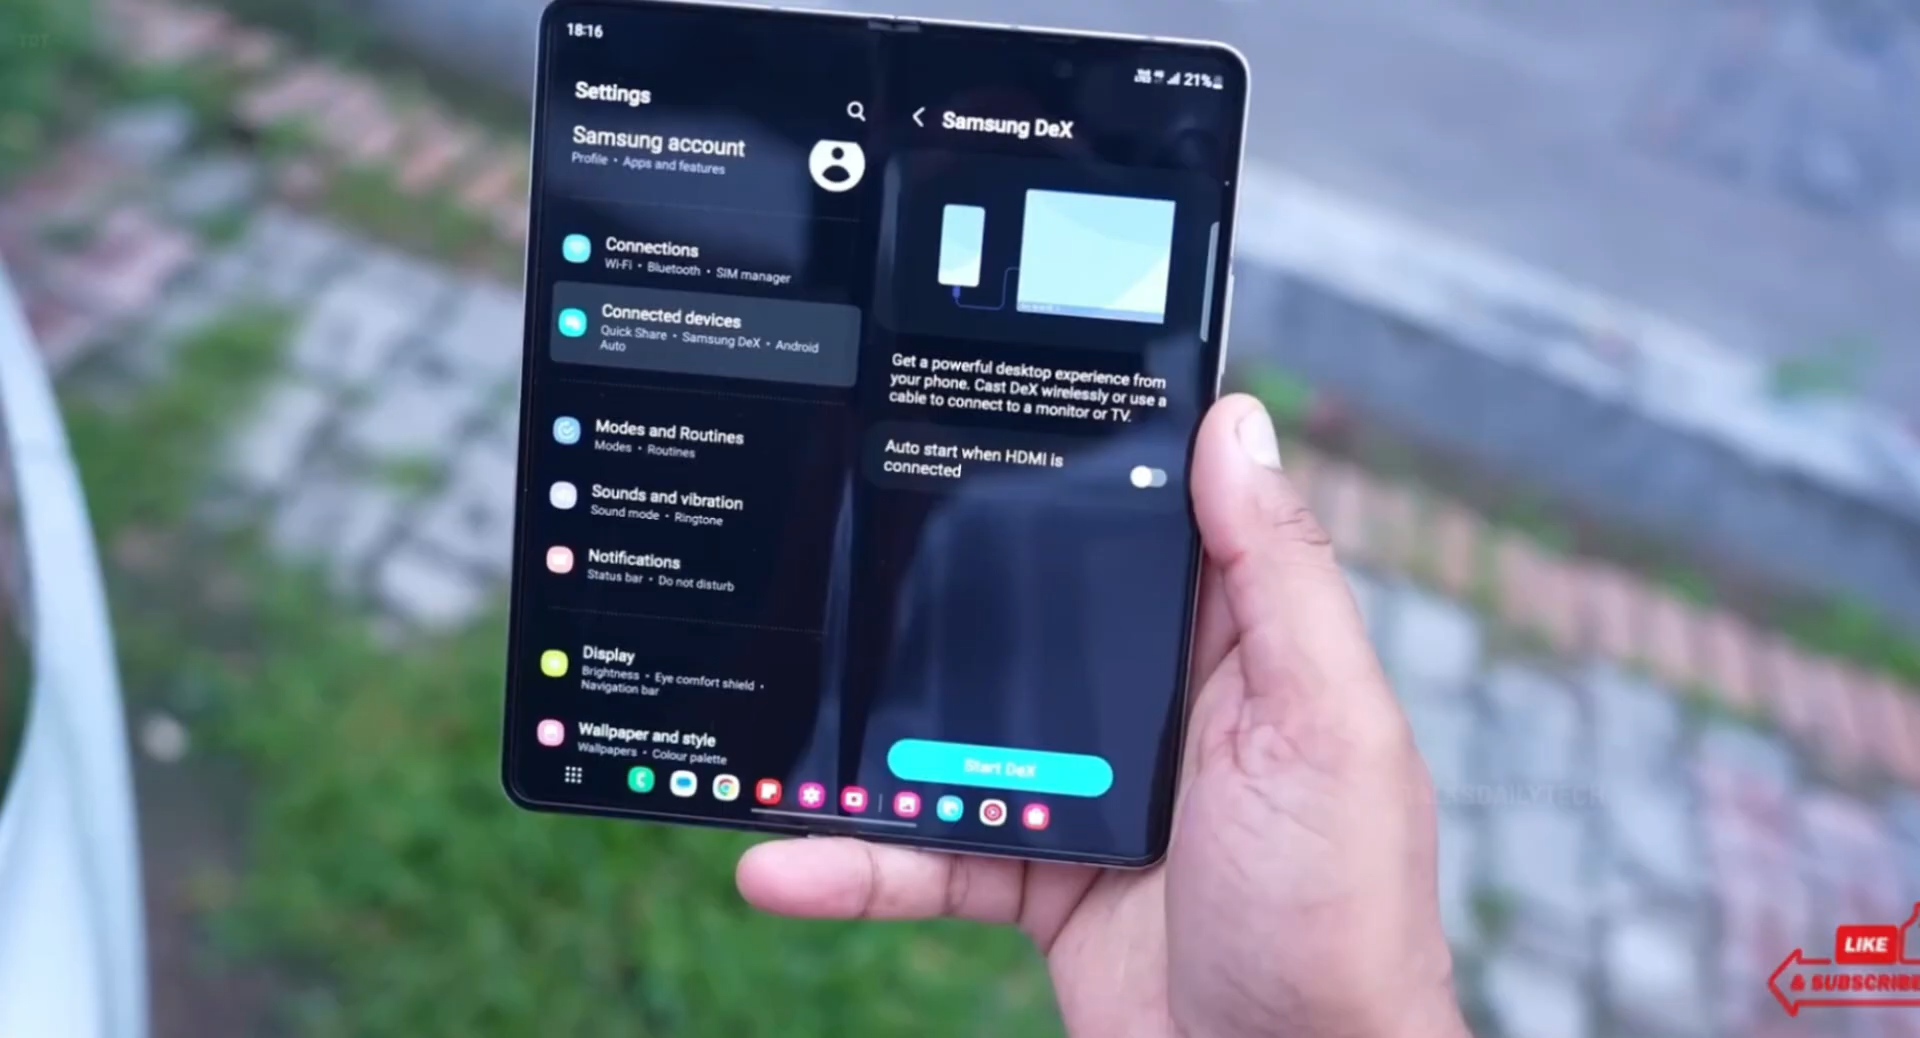 TDT
18:16
21%
Settings
Samsung account
Profile • Apps and features
Connections
Wi-Fi • Bluetooth • SIM manager
Connected devices
Quick Share • Samsung DeX • Android
Auto
Modes and Routines
Modes • Routines
Sounds and vibration
Sound mode • Ringtone
Notifications
Status bar • Do not disturb
Display
Brightness • Eye comfort shield •
Navigation bar
Wallpaper and style
Wallpapers • Colour palette
Samsung DeX
Get a powerful desktop experience from
your phone. Cast DeX wirelessly or use a
cable to connect to a monitor or TV.
Auto start when HDMI is
connected
Start DeX
LIKE
& SUBSCRIBE